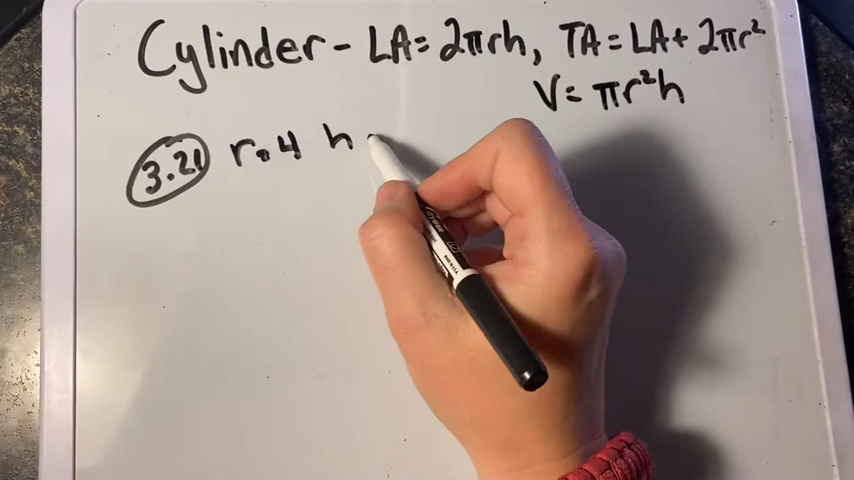 Cylinder - LA = 2πrh, TA = LA + 2πr²
V = πr²h
3.21 r = 4 h